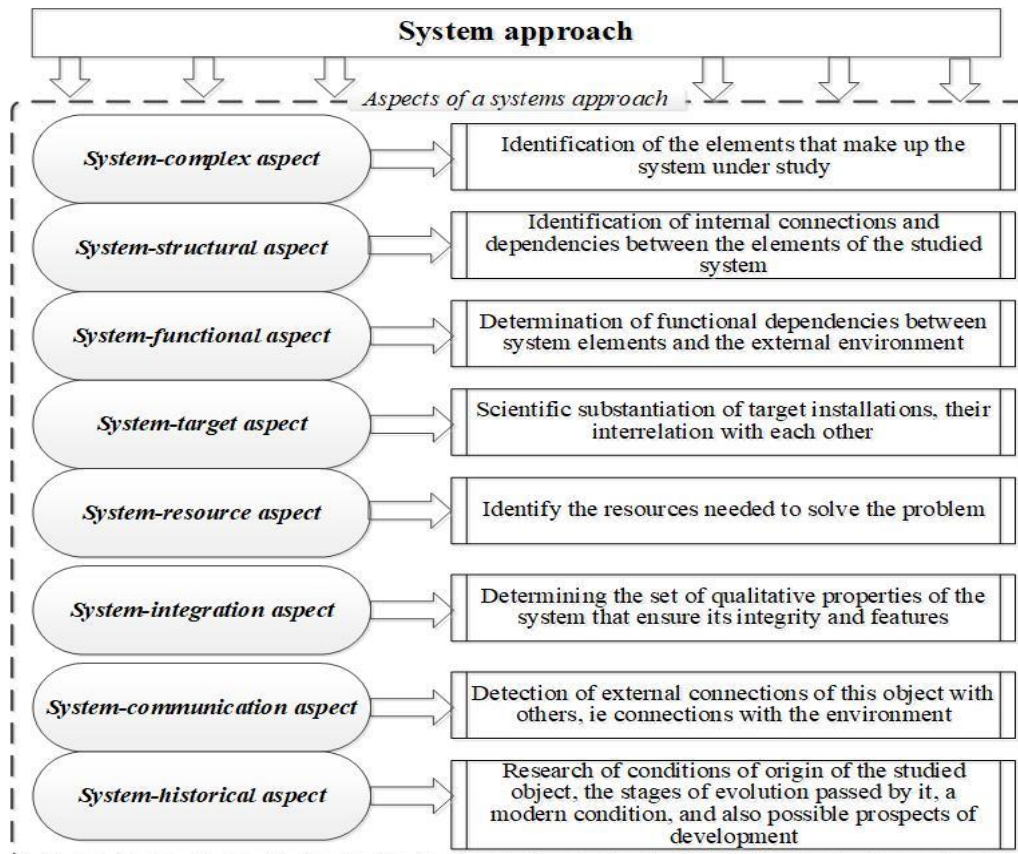 System approach
Aspects of a systems approach
System-complex aspect
Identification of the elements that make up the
system under study
System-structural aspect
Identification of internal connections and
dependencies between the elements of the studied
system
System-functional aspect
Determination of functional dependencies between
system elements and the external environment
System-target aspect
Scientific substantiation of target installations, their
interrelation with each other
System-resource aspect
Identify the resources needed to solve the problem
System-integration aspect
Determining the set of qualitative properties of the
system that ensure its integrity and features
System-communication aspect
Detection of external connections of this object with
others, ie connections with the environment
System-historical aspect
Research of conditions of origin of the studied
object, the stages of evolution passed by it, a
modern condition, and also possible prospects of
development